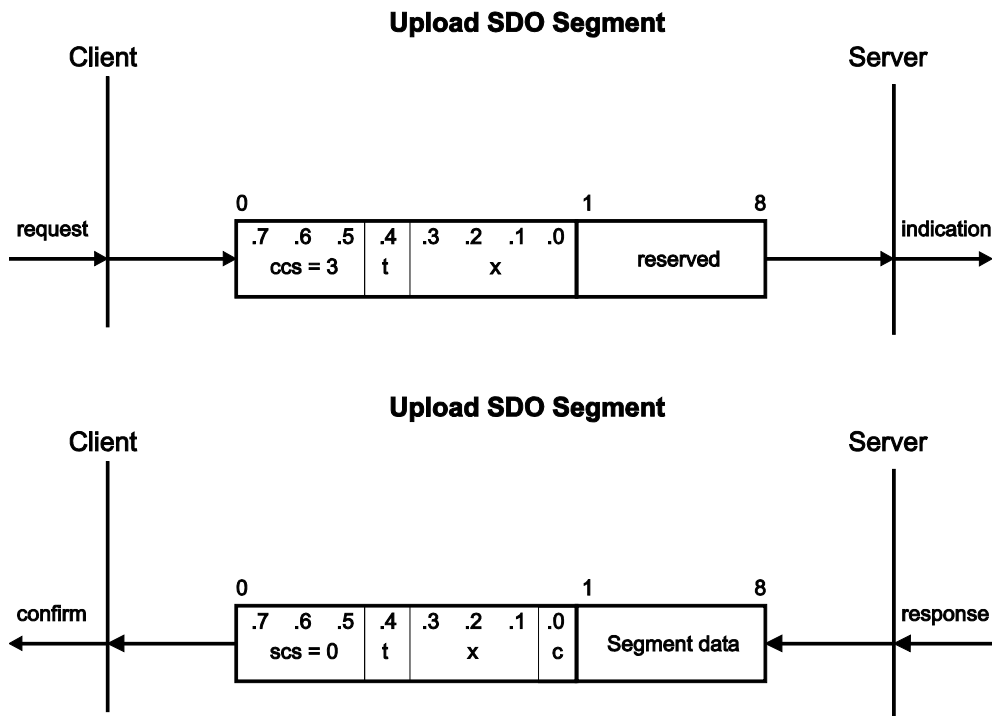 Upload SDO Segment
Client Server
0 1 8
request indication
.7 .6 .5 .4 .3 .2 .1 .0
ccs = 3 t x reserved
Upload SDO Segment
Client Server
0 1 8
confirm response
.7 .6 .5 .4 .3 .2 .1 .0
scs = 0 t x c Segment data